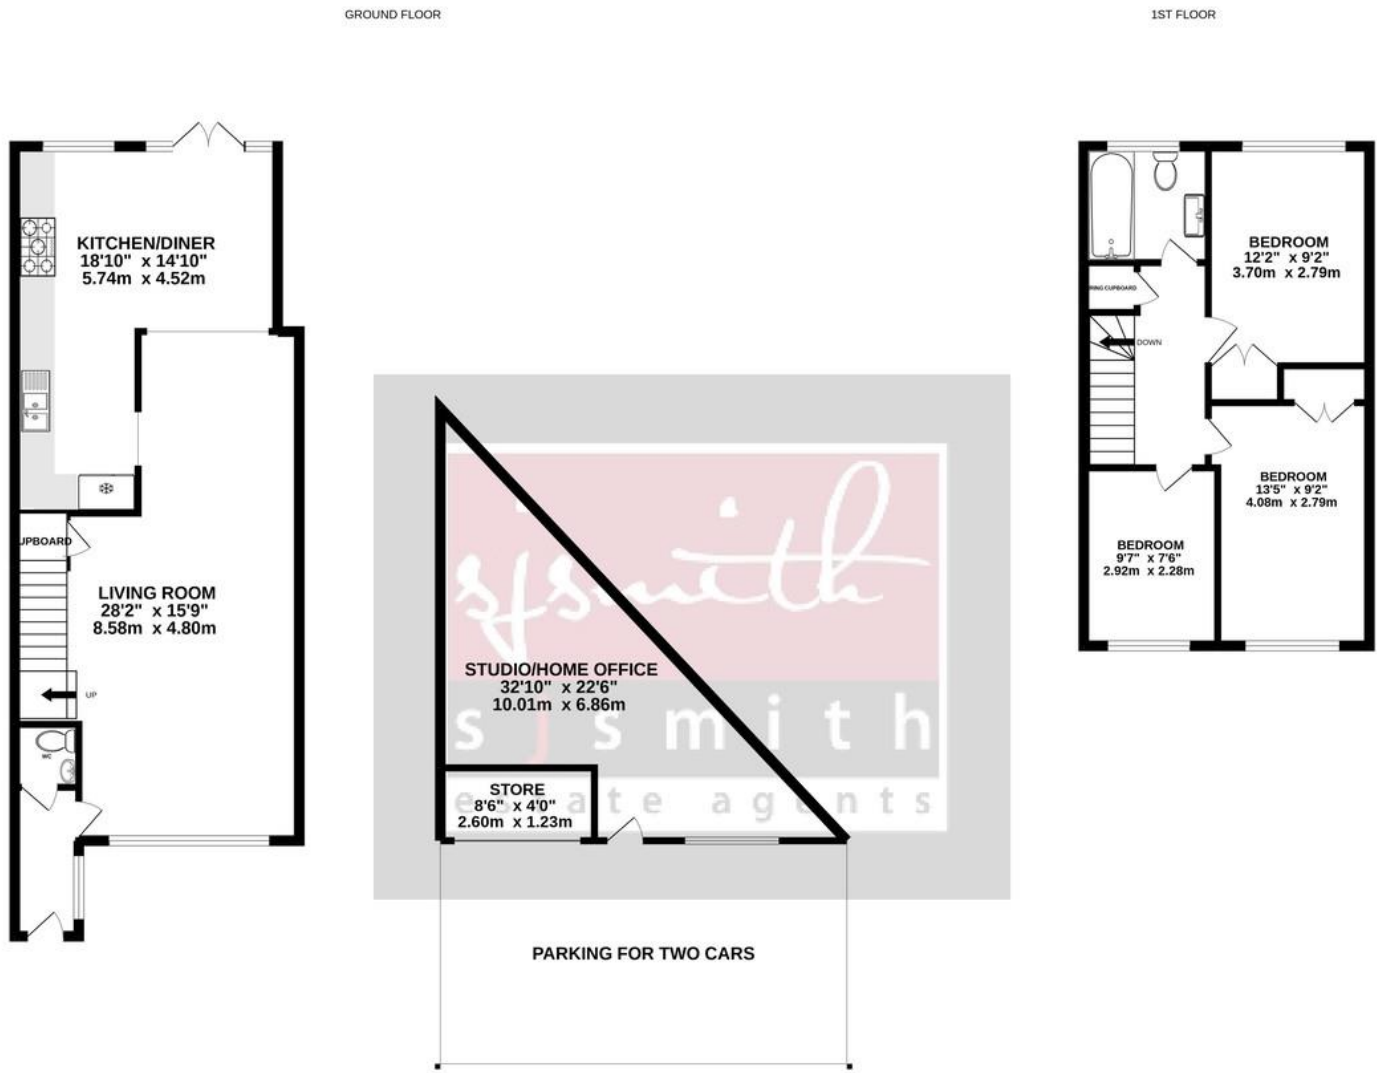 GROUND FLOOR
1ST FLOOR
KITCHEN/DINER
18'10" x 14'10"
5.74m x 4.52m
UPBOARD
LIVING ROOM
28'2" x 15'9"
8.58m x 4.80m
UP
WC
sjsmith
STUDIO/HOME OFFICE
32'10" x 22'6"
10.01m x 6.86m
sjsmith
estate agents
STORE
8'6" x 4'0"
2.60m x 1.23m
PARKING FOR TWO CARS
BEDROOM
12'2" x 9'2"
3.70m x 2.79m
RING CUPBOARD
DOWN
BEDROOM
13'5" x 9'2"
4.08m x 2.79m
BEDROOM
9'7" x 7'6"
2.92m x 2.28m